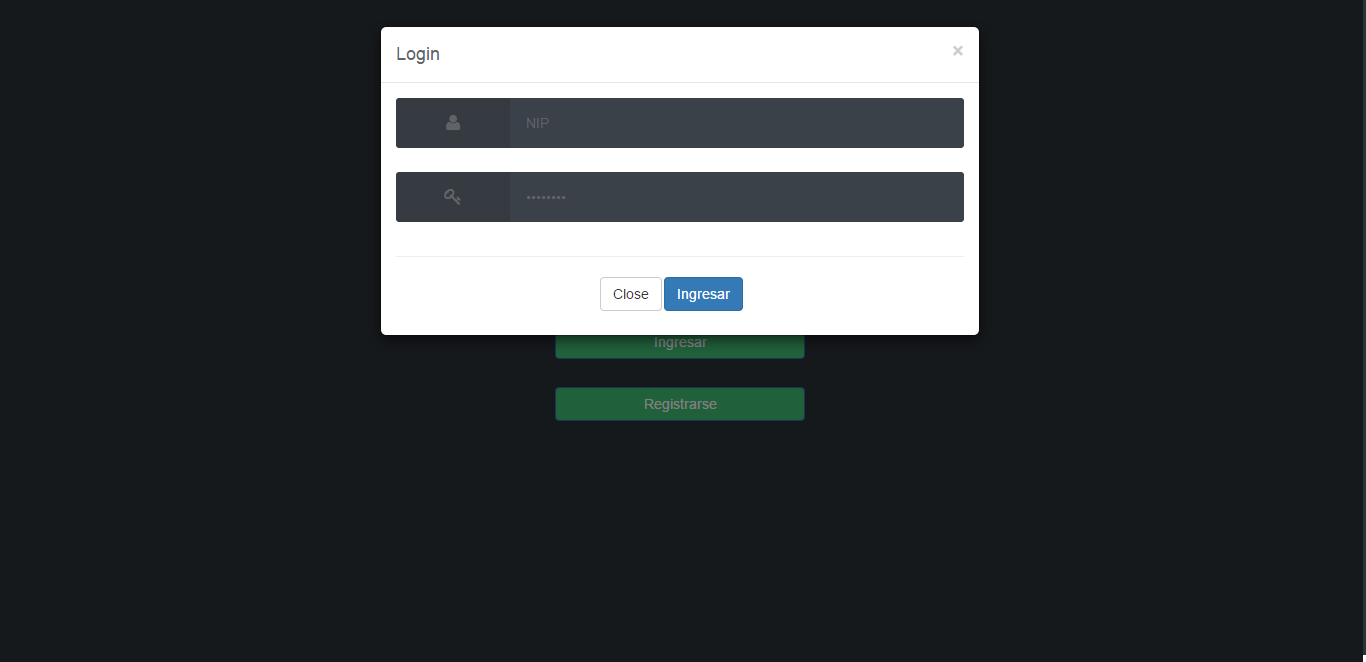 Login ×
NIP
••••••••
Close Ingresar
Ingresar
Registrarse